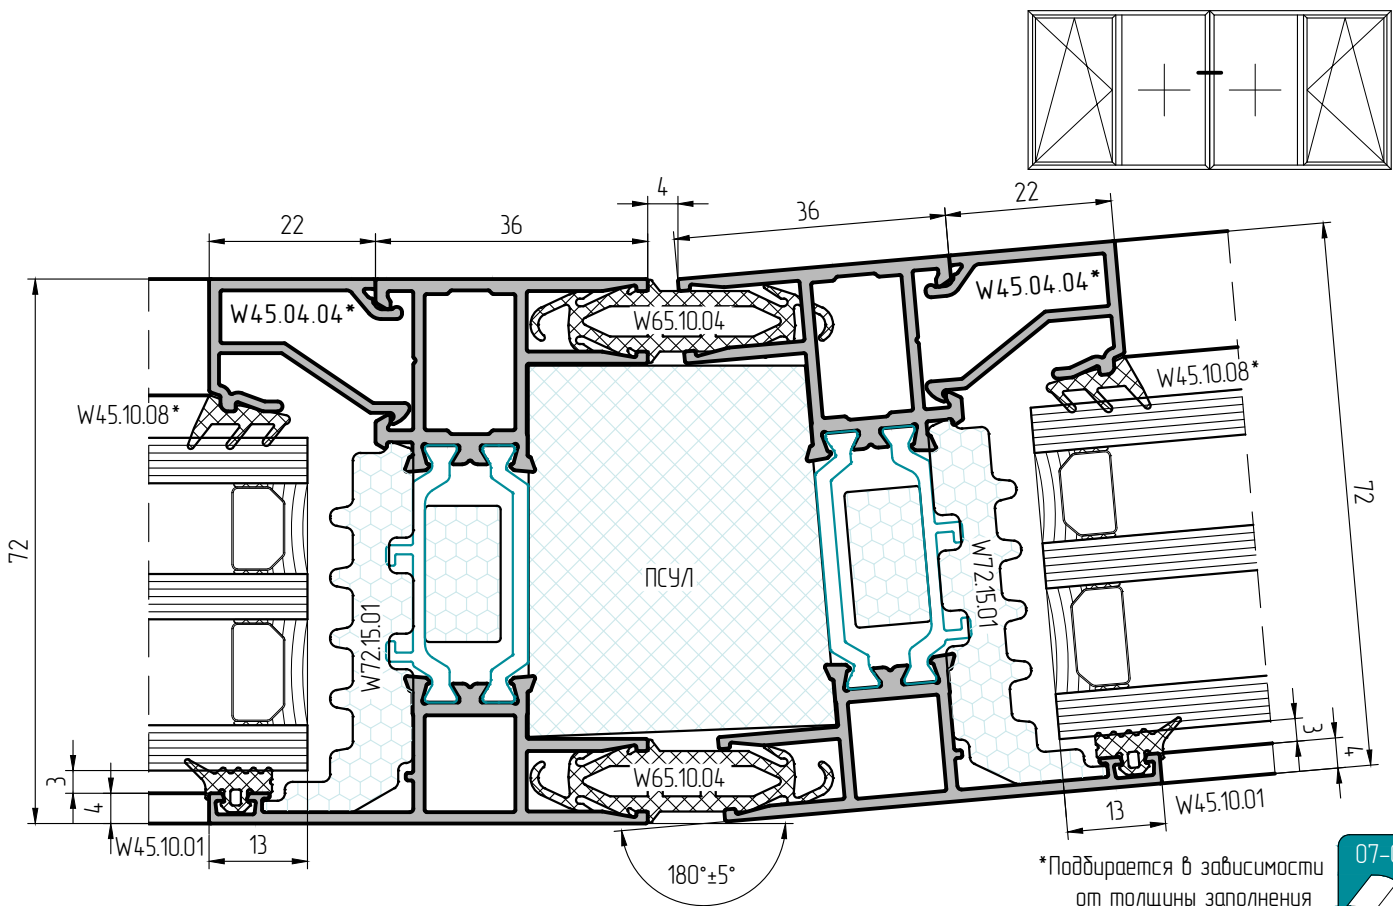 4
22
36
36
22
W45.04.04*
W65.10.04
W45.04.04*
W45.10.08*
W45.10.08*
72
72
ПСУЛ
W72.15.01
W72.15.01
3
4
W65.10.04
3
4
W45.10.01
13
13
W45.10.01
180°±5°
*Подбирается в зависимости
от толщины заполнения